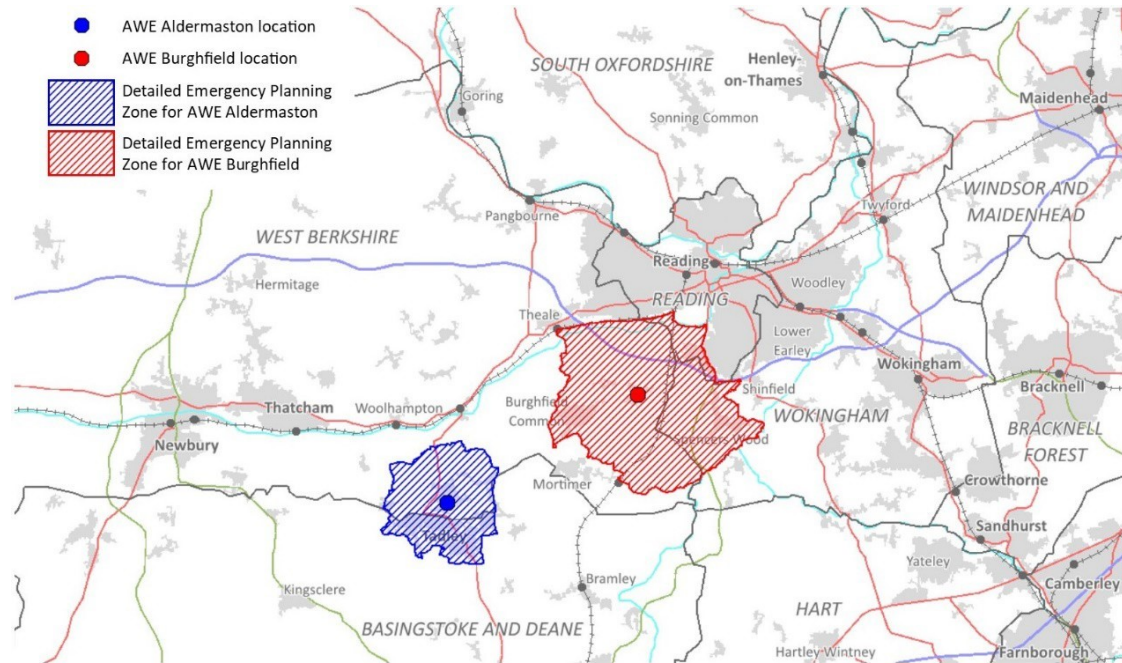 AWE Aldermaston location
AWE Burghfield location
Detailed Emergency Planning
Zone for AWE Aldermaston
Detailed Emergency Planning
Zone for AWE Burghfield
SOUTH OXFORDSHIRE
Henley-
on-Thames
Maidenhead
Goring
Sonning Common
WINDSOR AND
MAIDENHEAD
Pangbourne
Twyford
WEST BERKSHIRE
Reading
Woodley
Hermitage
READING
Theale
Lower
Earley
Wokingham
Bracknell
Shinfield
Thatcham
Woolhampton
Burghfield
Common
WOKINGHAM
BRACKNELL
FOREST
Newbury
Spencers Wood
Mortimer
Crowthorne
Sandhurst
Tadley
Yateley
Camberley
Kingsclere
Bramley
HART
BASINGSTOKE AND DEANE
Hartley Wintney
Farnborough